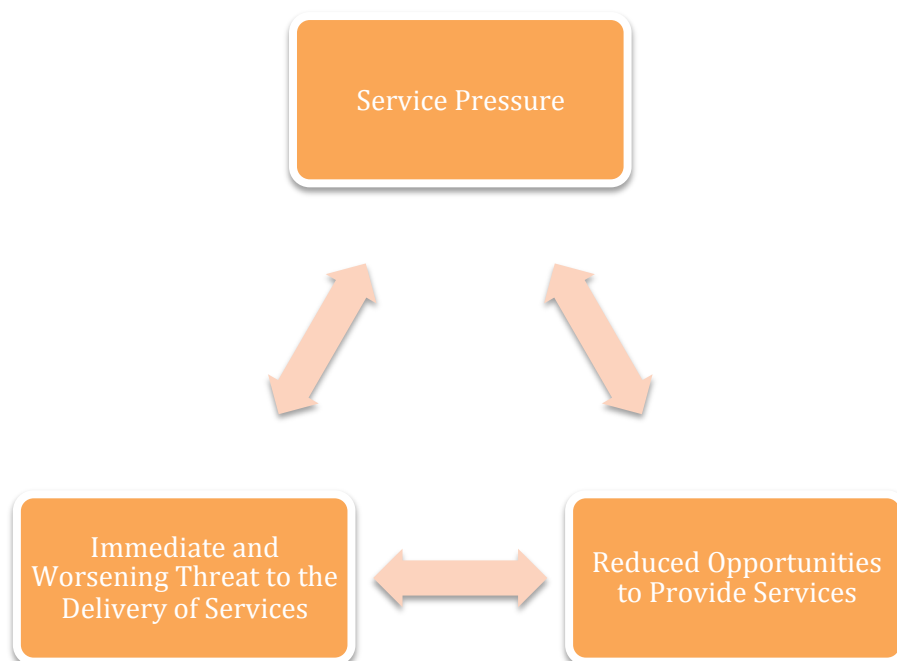 Service Pressure
Immediate and
Worsening Threat to the
Delivery of Services
Reduced Opportunities
to Provide Services